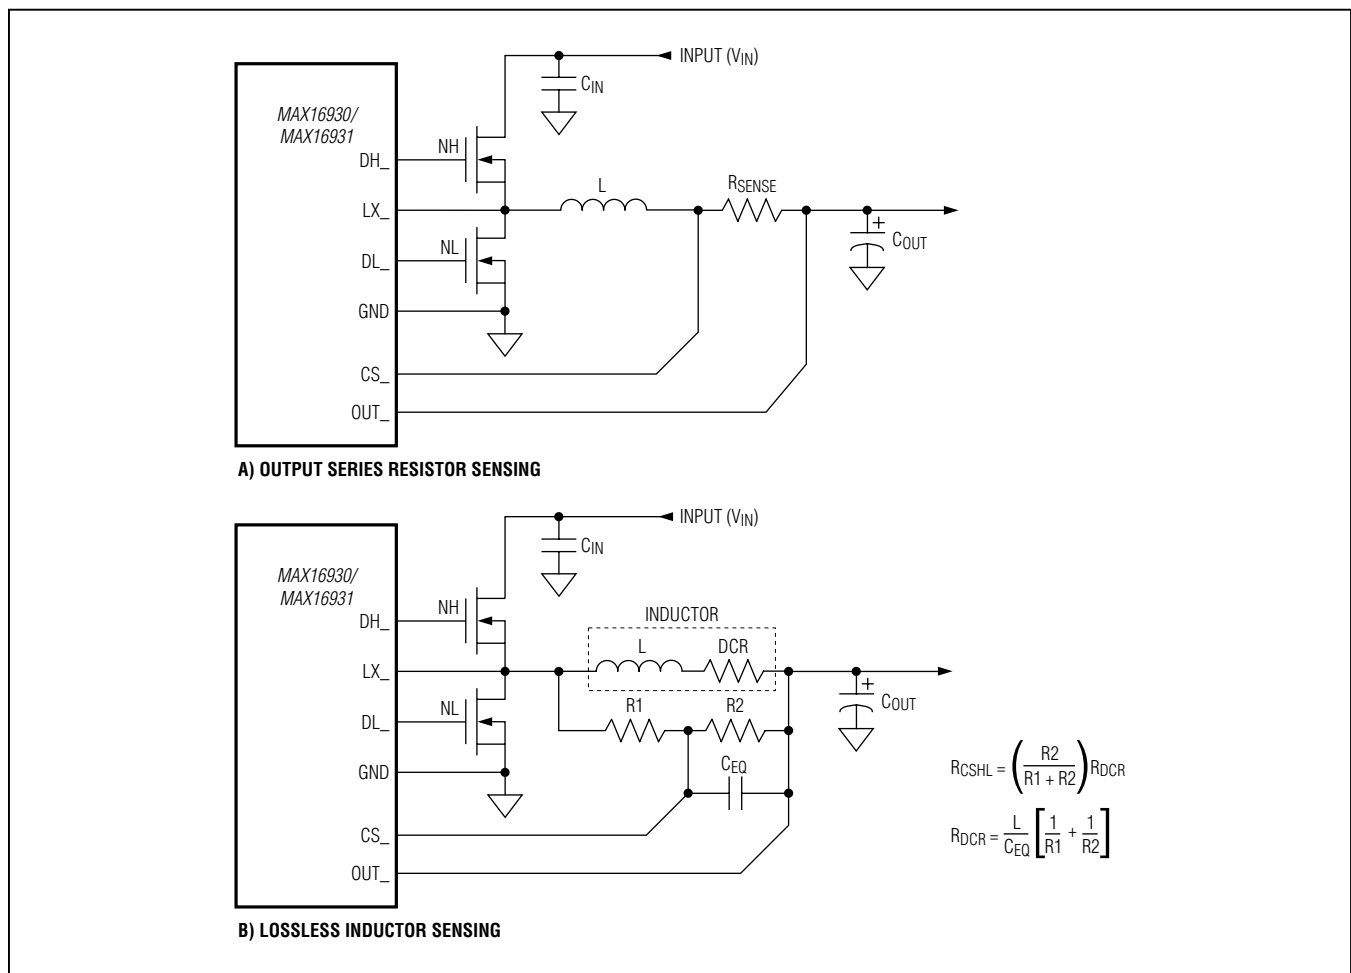 INPUT (VIN)
CIN
MAX16930/
MAX16931
NH
DH_
LX_
L
RSENSE
+
COUT
DL_
NL
GND
CS_
OUT_
A) OUTPUT SERIES RESISTOR SENSING
INPUT (VIN)
CIN
MAX16930/
MAX16931
NH
DH_
INDUCTOR
L
DCR
LX_
+
COUT
R1
R2
DL_
NL
CEQ
GND
RCSHL = (R2 / (R1 + R2)) RDCR
CS_
RDCR = L / CEQ [1 / R1 + 1 / R2]
OUT_
B) LOSSLESS INDUCTOR SENSING